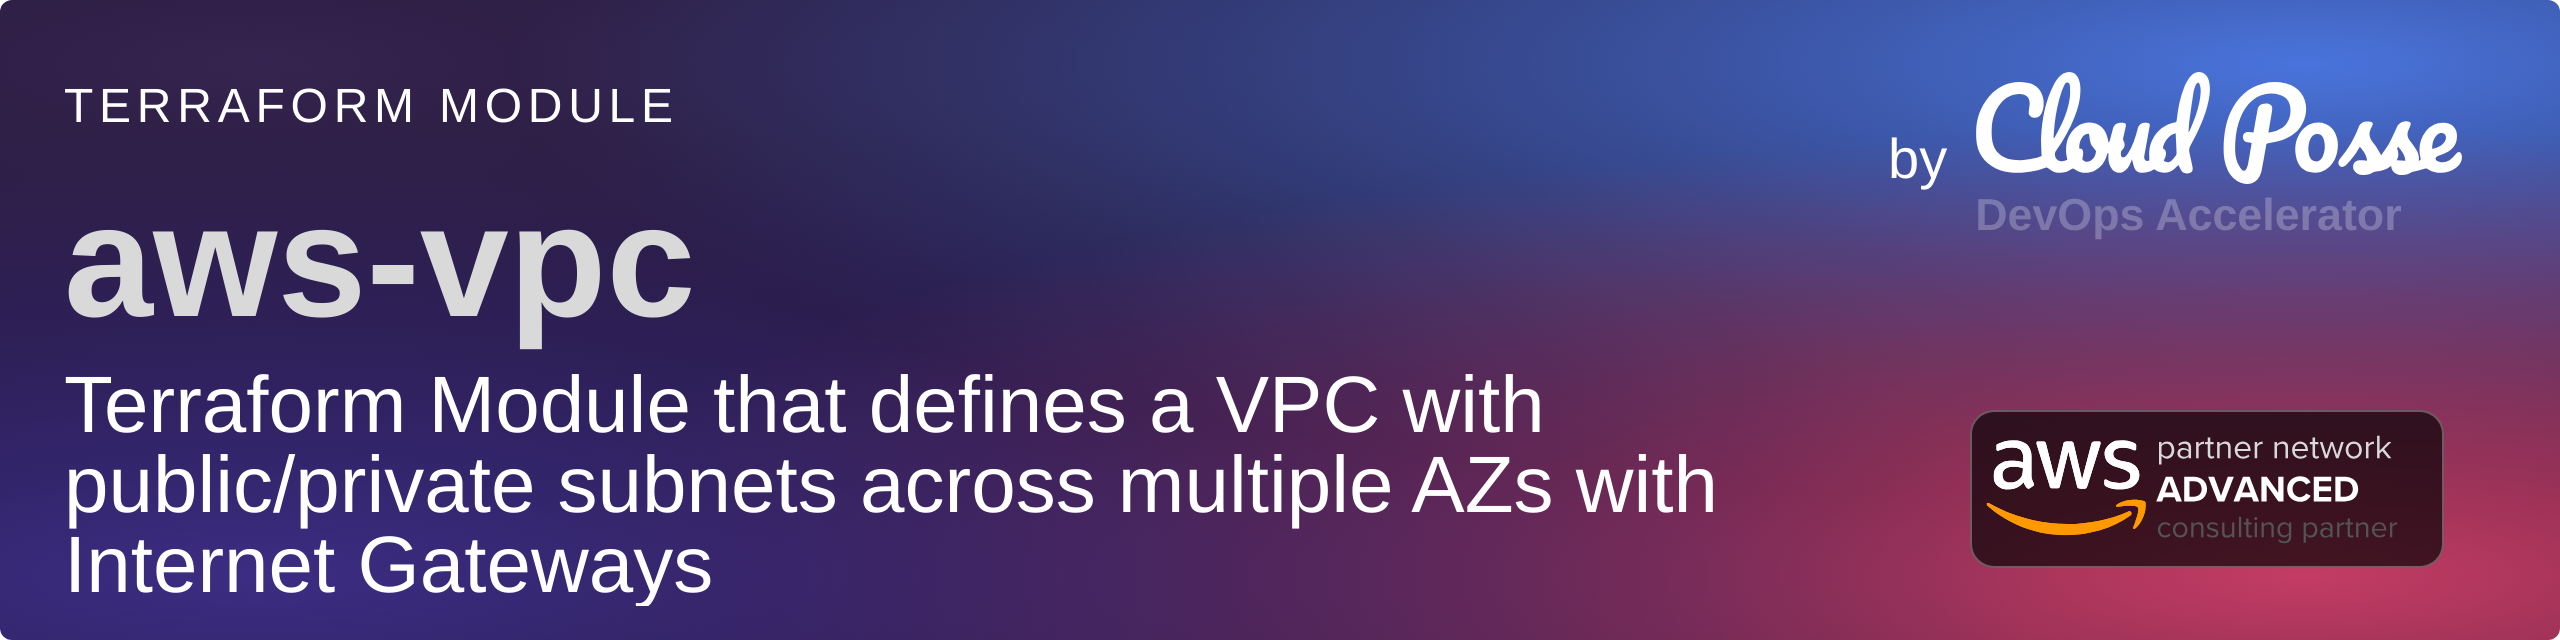 TERRAFORM MODULE
aws-vpc
Terraform Module that defines a VPC with
public/private subnets across multiple AZs with
Internet Gateways
by Cloud Posse
DevOps Accelerator
aws partner network
ADVANCED
consulting partner